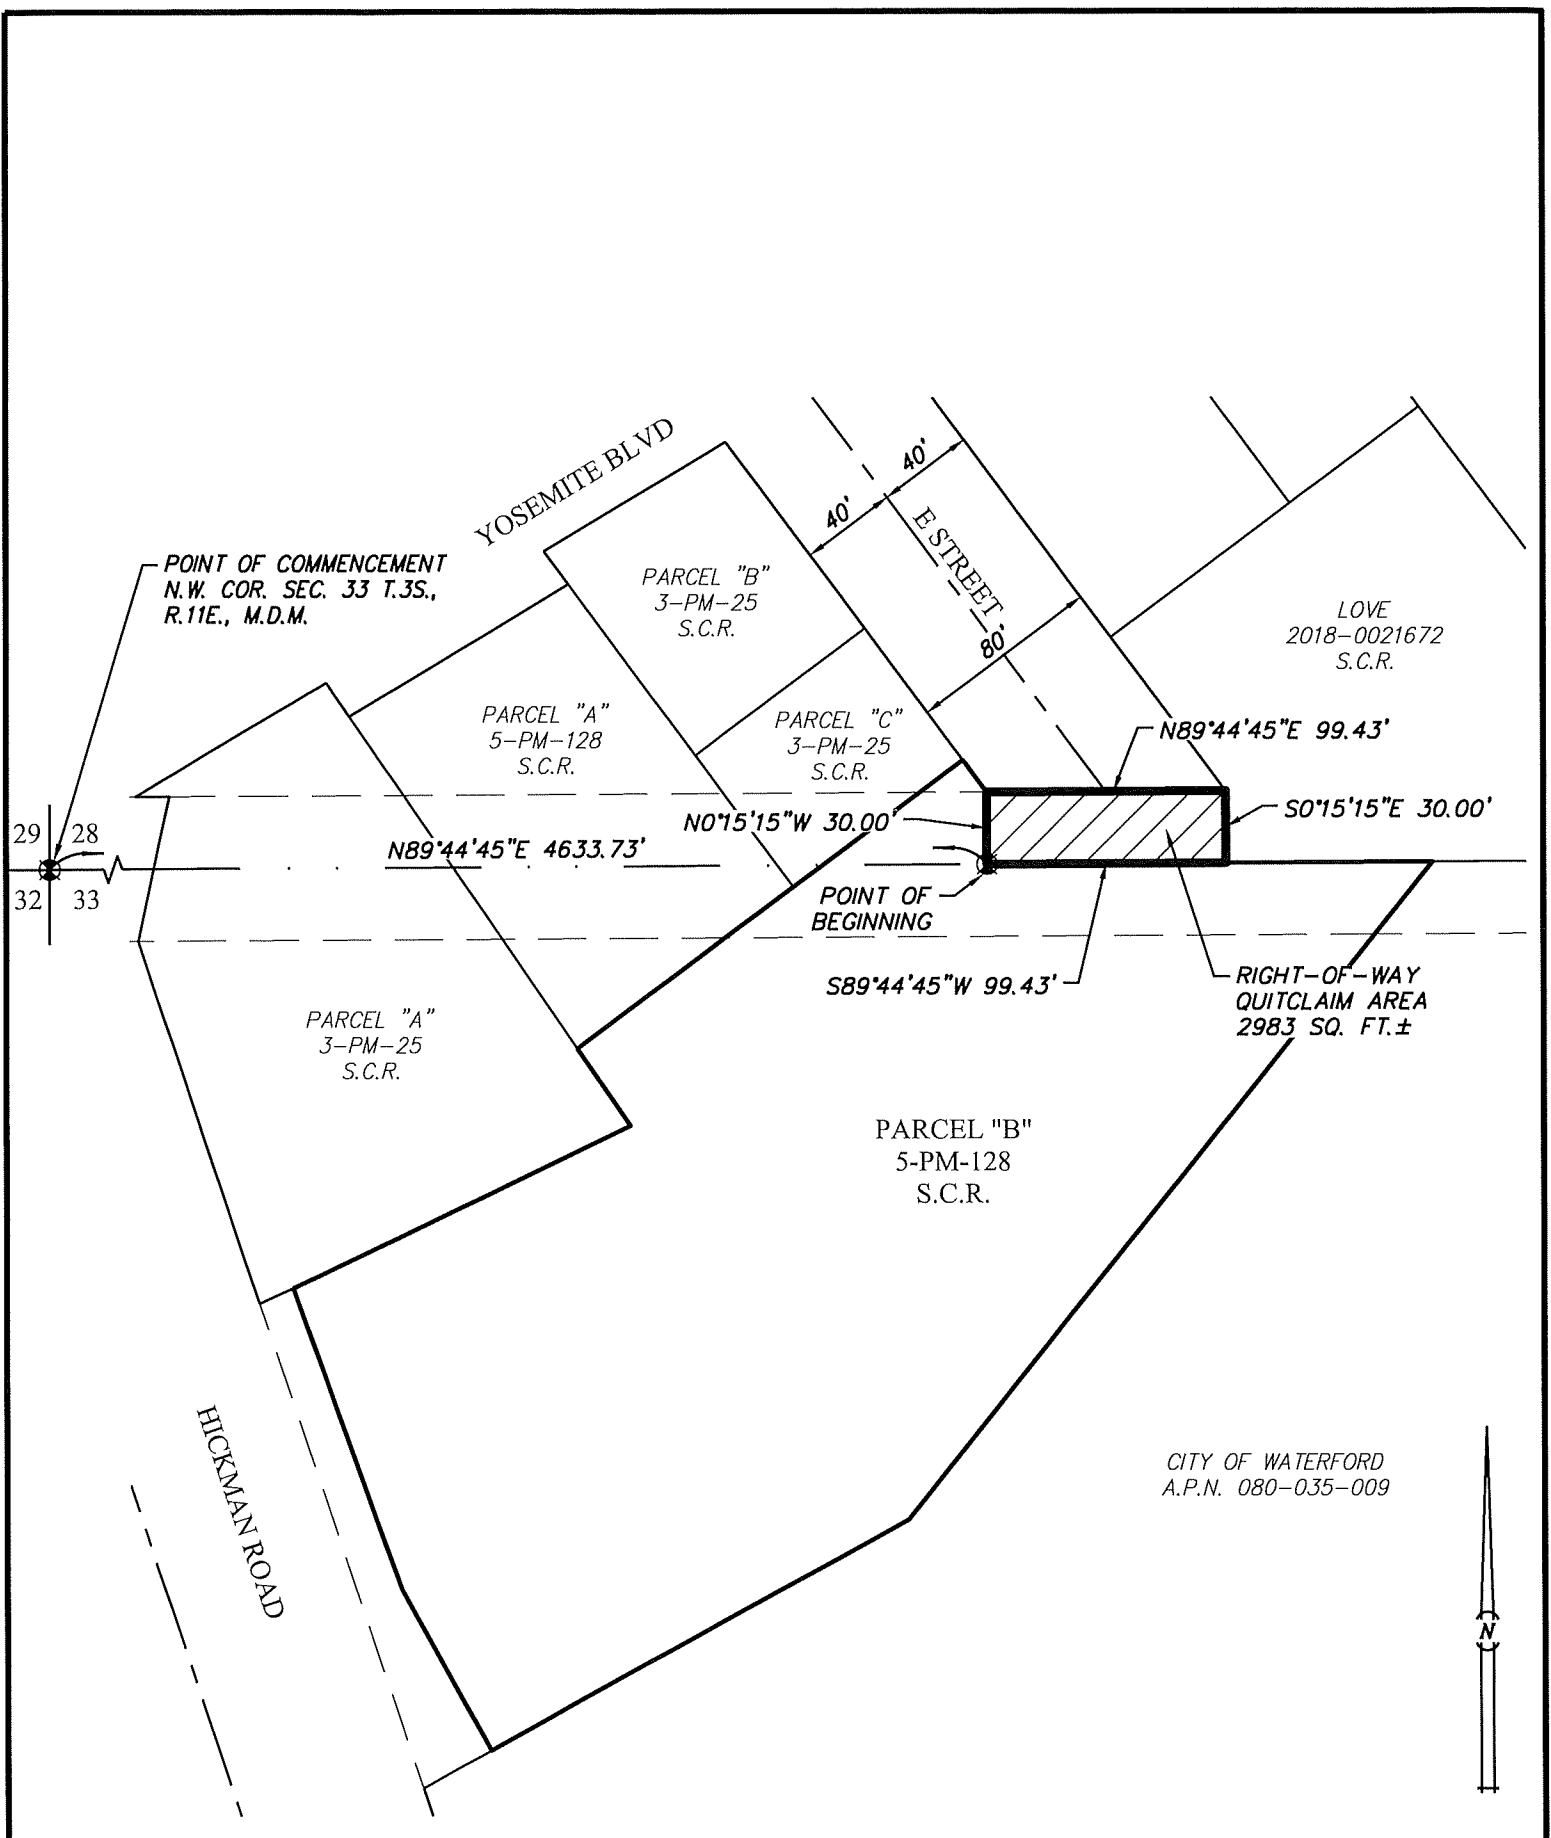 YOSEMITE BLVD
40'
40'
E STREET
80'
POINT OF COMMENCEMENT
N.W. COR. SEC. 33 T.3S.,
R.11E., M.D.M.
PARCEL "B"
3-PM-25
S.C.R.
LOVE
2018-0021672
S.C.R.
PARCEL "A"
5-PM-128
S.C.R.
PARCEL "C"
3-PM-25
S.C.R.
N89°44'45"E 99.43'
N0°15'15"W 30.00'
S0°15'15"E 30.00'
29 28
32 33
N89°44'45"E 4633.73'
POINT OF
BEGINNING
S89°44'45"W 99.43'
RIGHT-OF-WAY
QUITCLAIM AREA
2983 SQ. FT.±
PARCEL "A"
3-PM-25
S.C.R.
PARCEL "B"
5-PM-128
S.C.R.
HICKMAN ROAD
CITY OF WATERFORD
A.P.N. 080-035-009
N